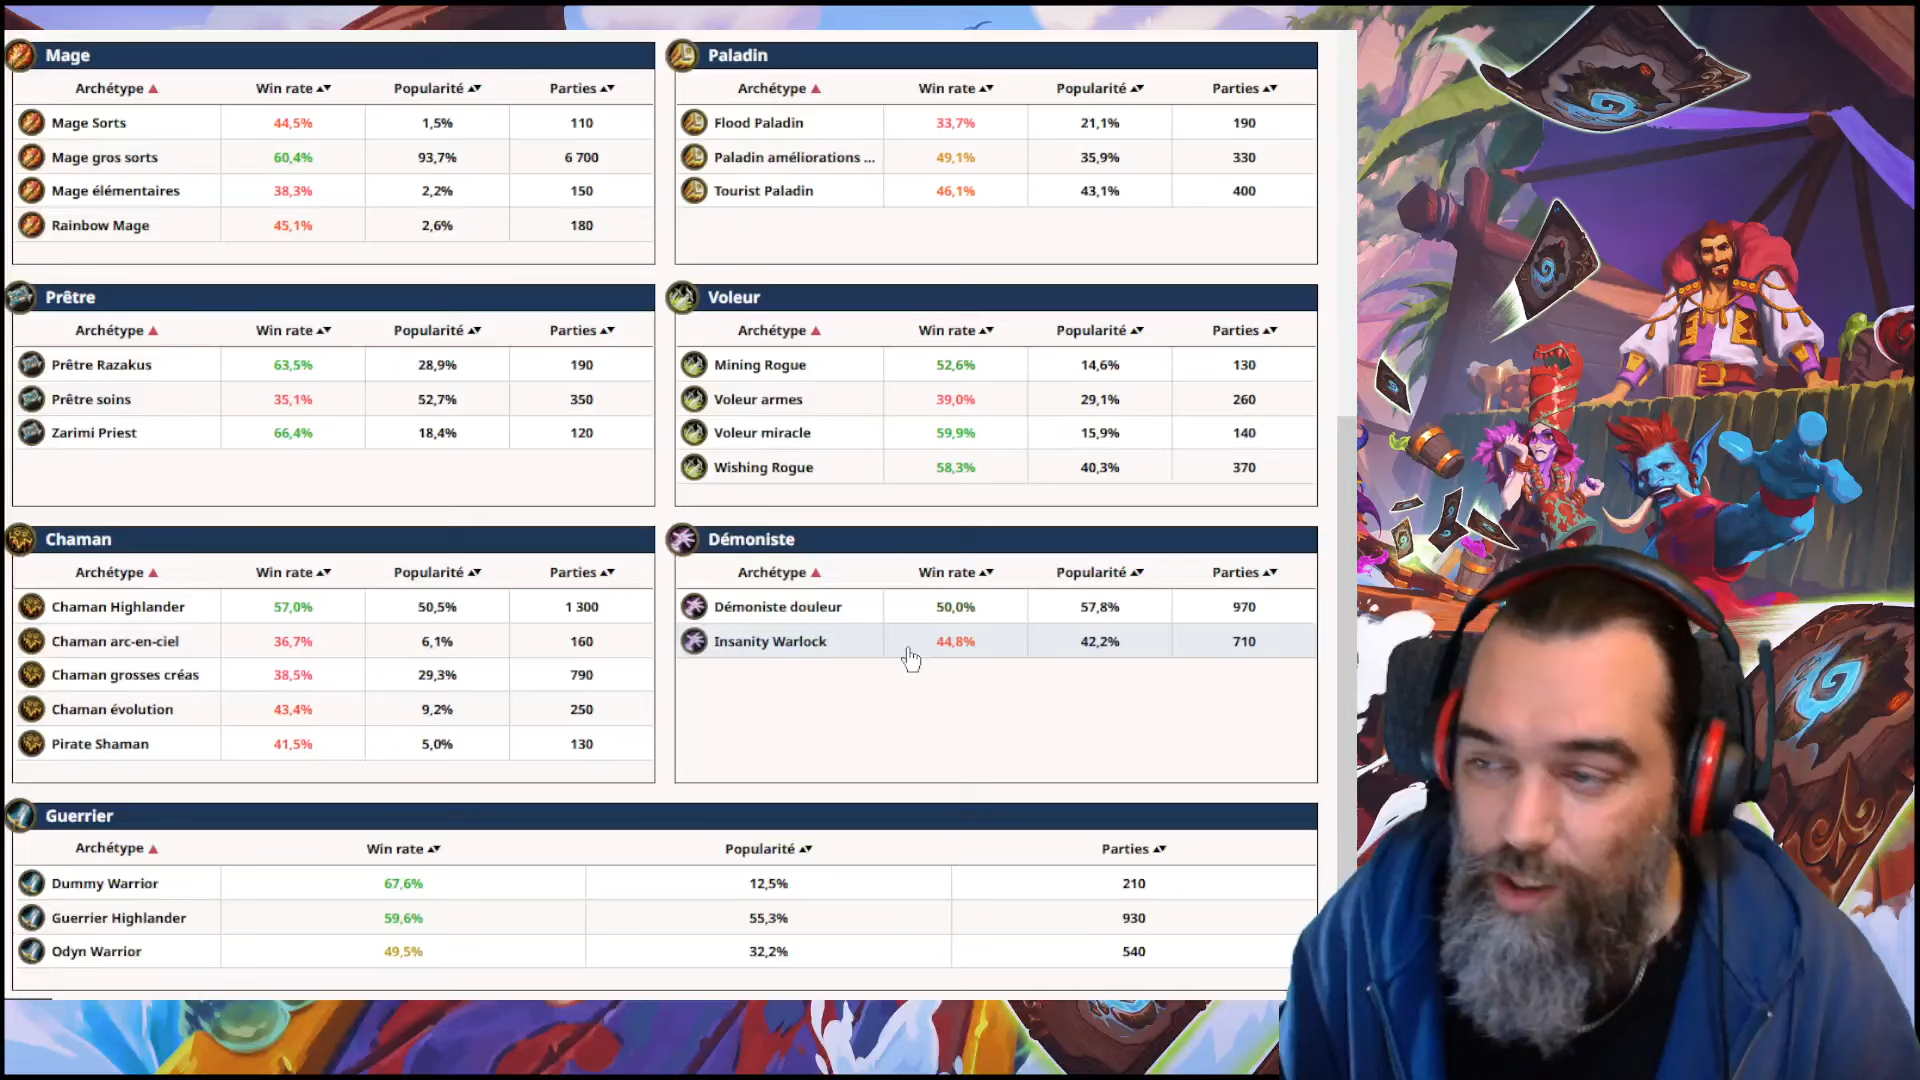 Mage
Archétype Win rate Popularité Parties
Mage Sorts 44,5% 1,5% 110
Mage gros sorts 60,4% 93,7% 6 700
Mage élémentaires 38,3% 2,2% 150
Rainbow Mage 45,1% 2,6% 180
Paladin
Archétype Win rate Popularité Parties
Flood Paladin 33,7% 21,1% 190
Paladin améliorations ... 49,1% 35,9% 330
Tourist Paladin 46,1% 43,1% 400
Prêtre
Archétype Win rate Popularité Parties
Prêtre Razakus 63,5% 28,9% 190
Prêtre soins 35,1% 52,7% 350
Zarimi Priest 66,4% 18,4% 120
Voleur
Archétype Win rate Popularité Parties
Mining Rogue 52,6% 14,6% 130
Voleur armes 39,0% 29,1% 260
Voleur miracle 59,9% 15,9% 140
Wishing Rogue 58,3% 40,3% 370
Chaman
Archétype Win rate Popularité Parties
Chaman Highlander 57,0% 50,5% 1 300
Chaman arc-en-ciel 36,7% 6,1% 160
Chaman grosses créas 38,5% 29,3% 790
Chaman évolution 43,4% 9,2% 250
Pirate Shaman 41,5% 5,0% 130
Démoniste
Archétype Win rate Popularité Parties
Démoniste douleur 50,0% 57,8% 970
Insanity Warlock 44,8% 42,2% 710
Guerrier
Archétype Win rate Popularité Parties
Dummy Warrior 67,6% 12,5% 210
Guerrier Highlander 59,6% 55,3% 930
Odyn Warrior 49,5% 32,2% 540